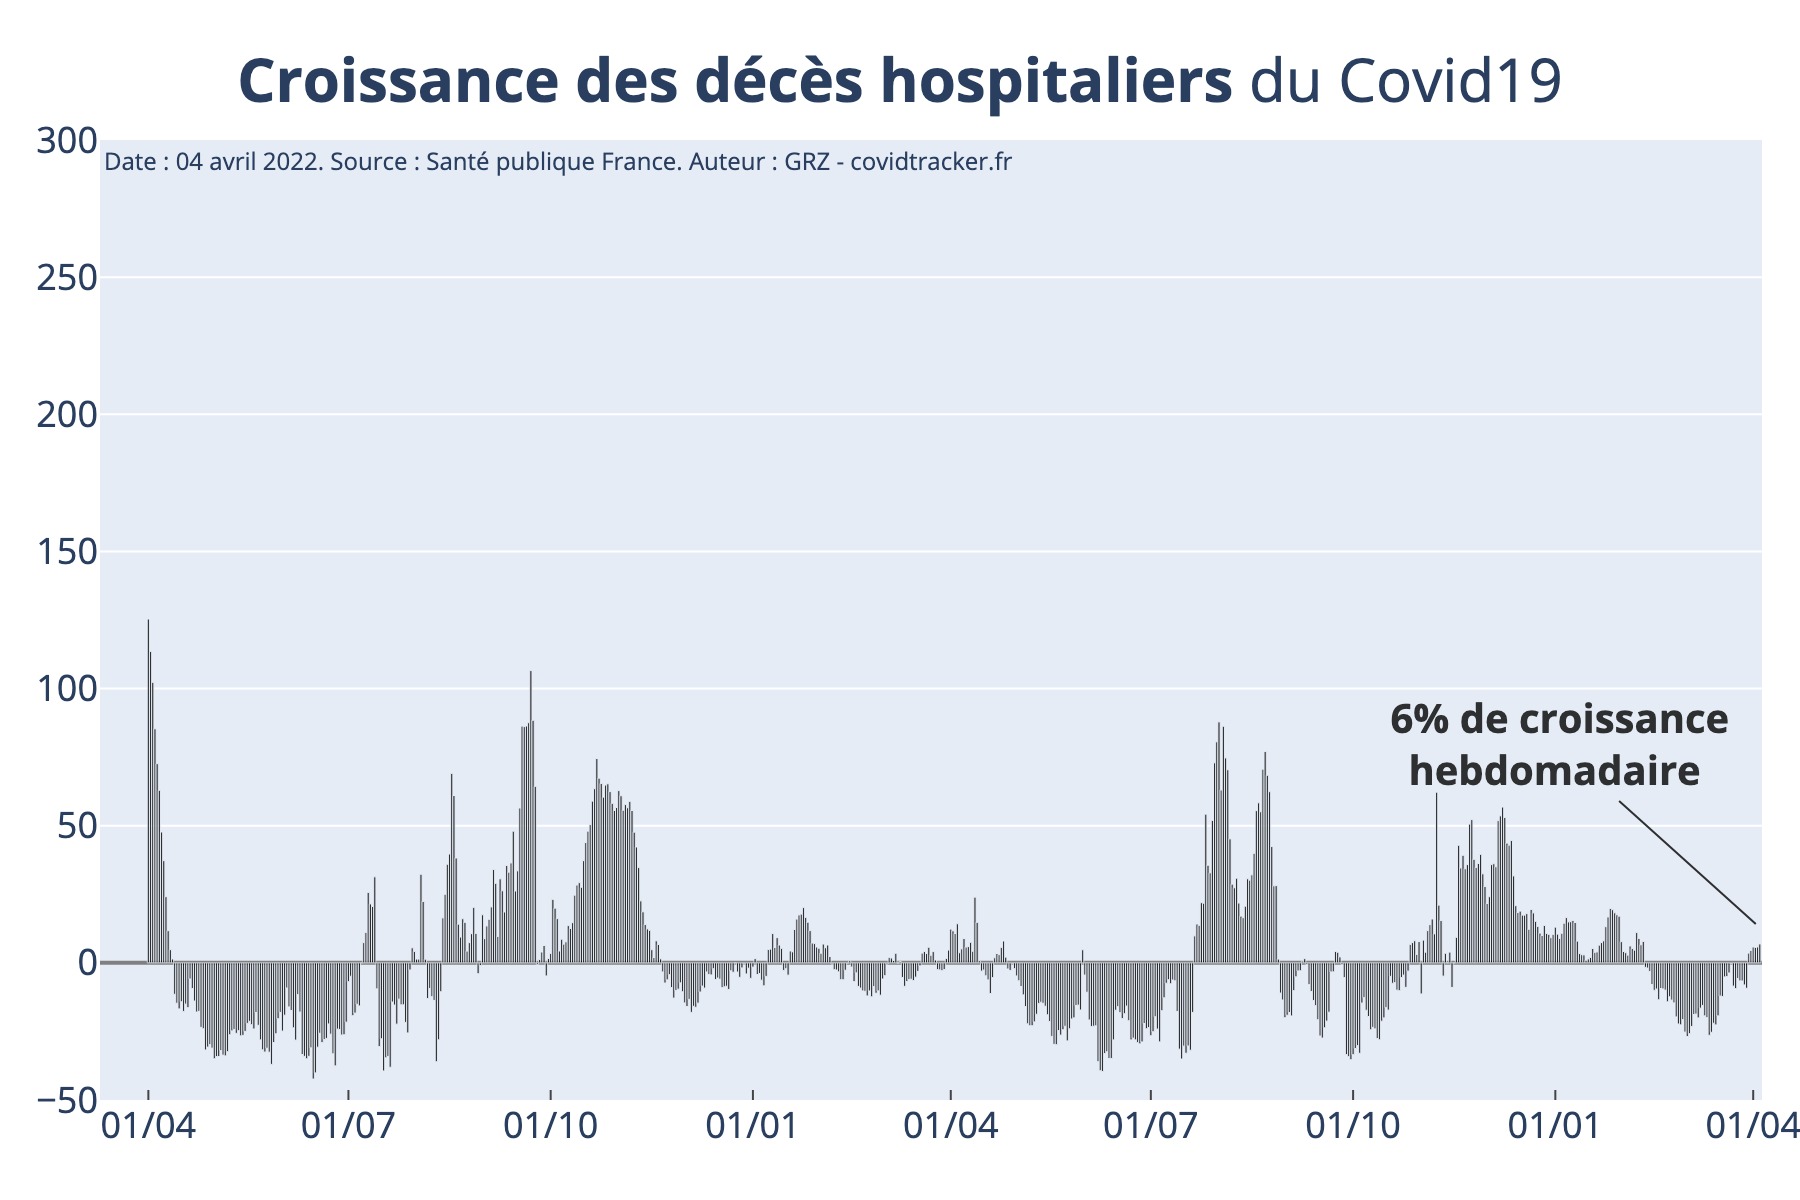 Croissance des décès hospitaliers du Covid19
Date : 04 avril 2022. Source : Santé publique France. Auteur : GRZ - covidtracker.fr
300
250
200
150
100
50
0
−50
6% de croissance
hebdomadaire
01/04 01/07 01/10 01/01 01/04 01/07 01/10 01/01 01/04